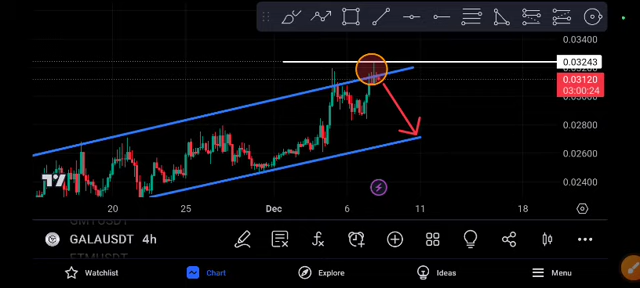 0.03400
0.03243
0.03120
03:00:24
0.02800
0.02600
0.02400
20 25 Dec 6 11 18
GALAUSDT 4h
FTMUSDT
Watchlist Chart Explore Ideas Menu